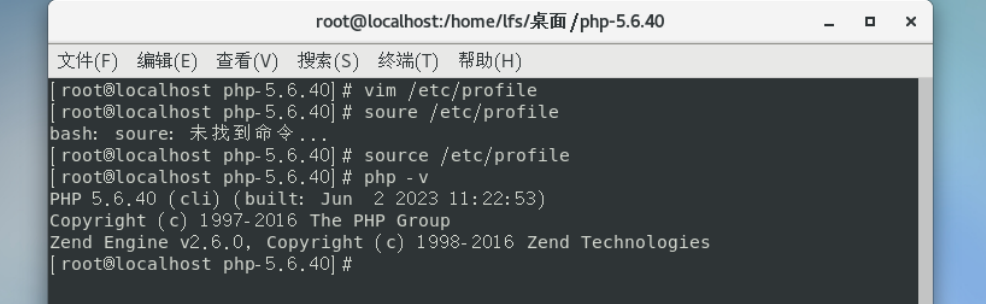 root@localhost:/home/lfs/桌面/php-5.6.40
文件(F) 编辑(E) 查看(V) 搜索(S) 终端(T) 帮助(H)
[root@localhost php-5.6.40]# vim /etc/profile
[root@localhost php-5.6.40]# soure /etc/profile
bash: soure: 未找到命令...
[root@localhost php-5.6.40]# source /etc/profile
[root@localhost php-5.6.40]# php -v
PHP 5.6.40 (cli) (built: Jun  2 2023 11:22:53)
Copyright (c) 1997-2016 The PHP Group
Zend Engine v2.6.0, Copyright (c) 1998-2016 Zend Technologies
[root@localhost php-5.6.40]#